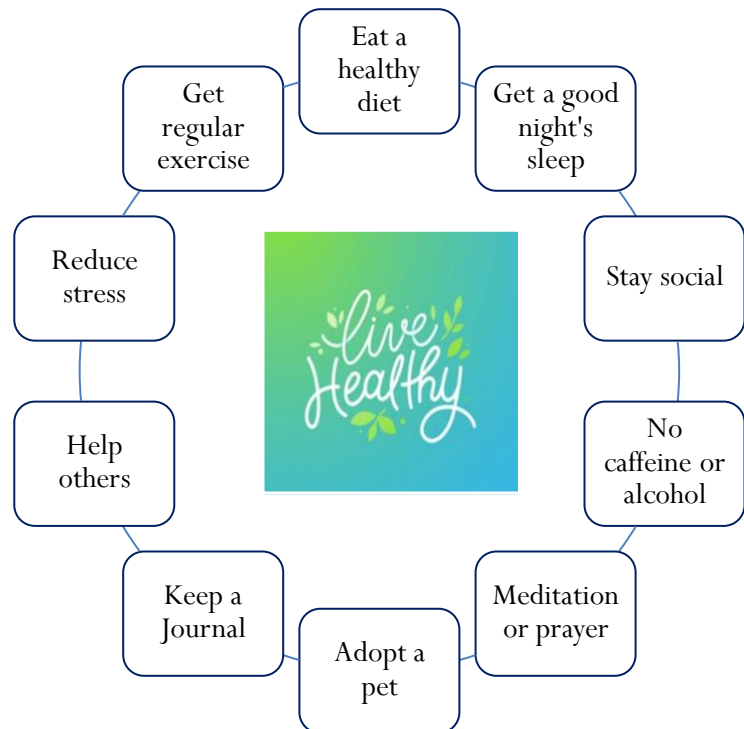 Eat a
healthy
diet
Get a good
night's
sleep
Stay social
No
caffeine or
alcohol
Meditation
or prayer
Adopt a
pet
Keep a
Journal
Help
others
Reduce
stress
Get
regular
exercise
live
Healthy